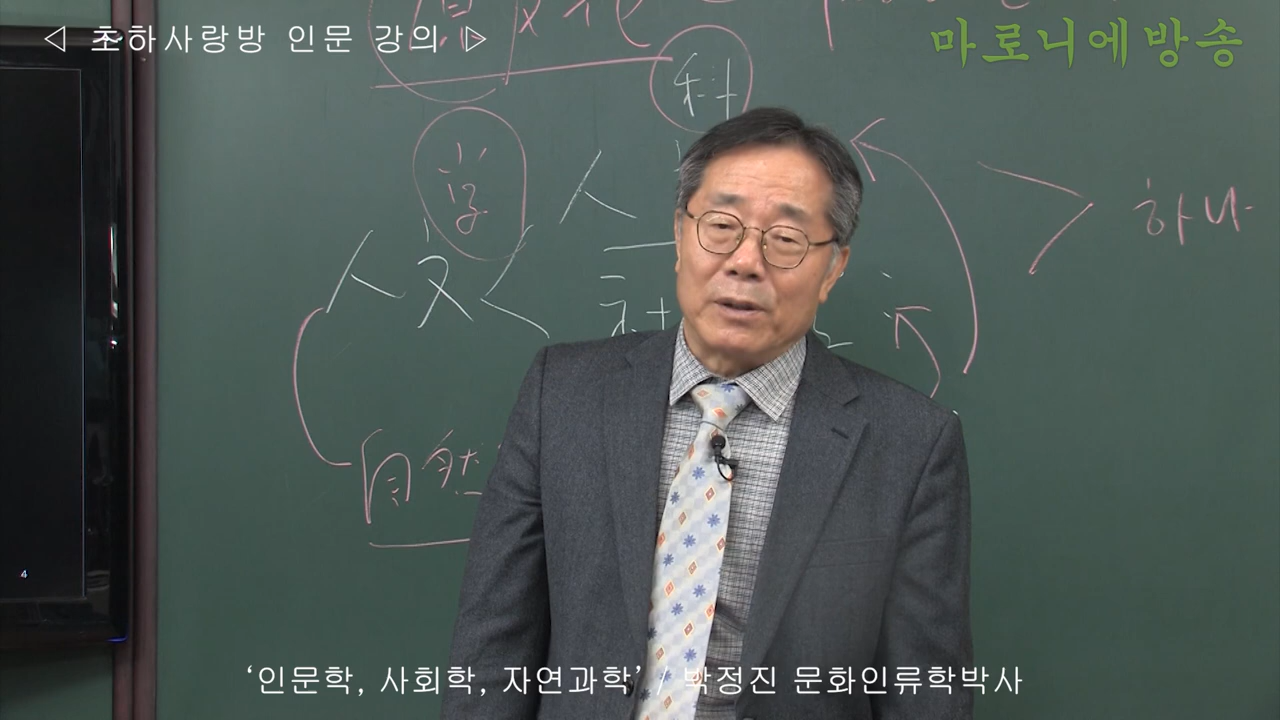 ◁ 초하사랑방 인문 강의 ▷
마로니에방송
科
学
人
하나
人文
社
自然
4
‘인문학, 사회학, 자연과학’ / 박정진 문화인류학박사